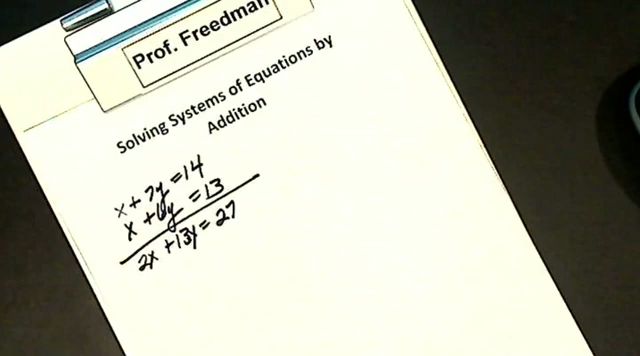 Prof. Freedman
Solving Systems of Equations by
Addition
x + 7y = 14
x + 6y = 13
2x + 13y = 27